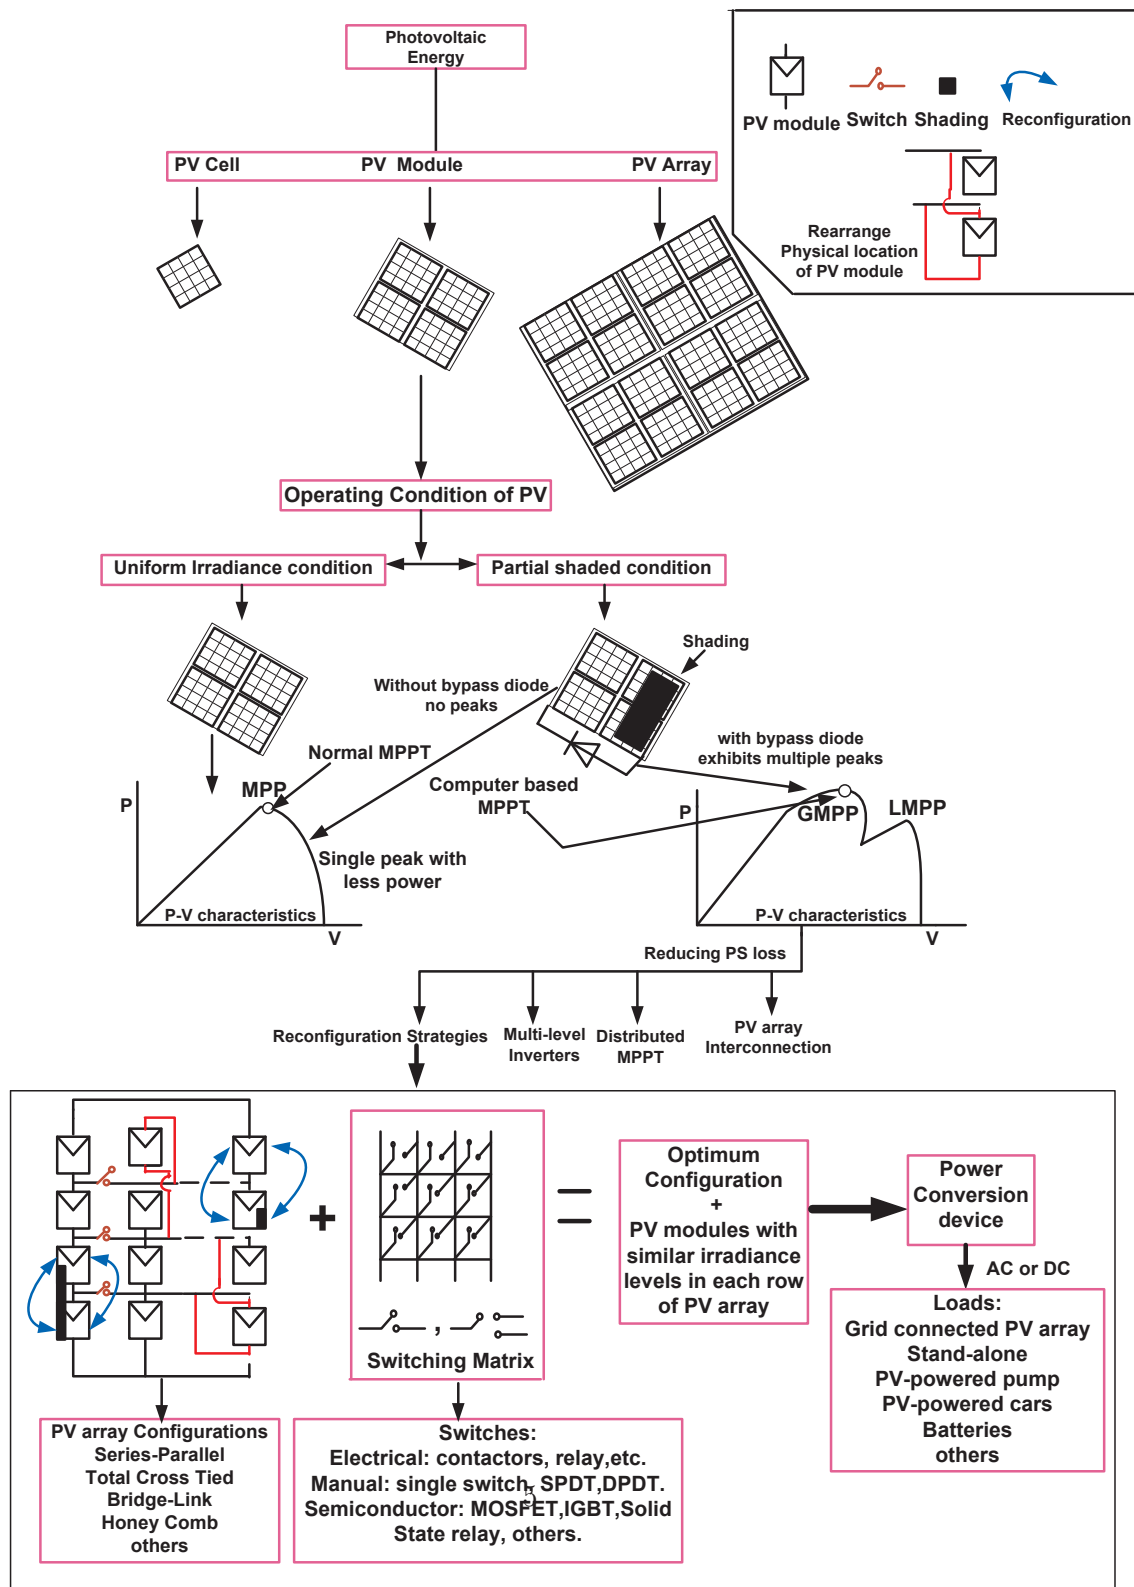 Photovoltaic
Energy
PV module
Switch
Shading
Reconfiguration
Rearrange
Physical location
of PV module
PV Cell
PV Module
PV Array
Operating Condition of PV
Uniform Irradiance condition
Partial shaded condition
Shading
Without bypass diode
no peaks
with bypass diode
exhibits multiple peaks
Normal MPPT
Computer based
MPPT
MPP
P
Single peak with
less power
P-V characteristics
V
P
GMPP
LMPP
P-V characteristics
V
Reducing PS loss
Reconfiguration Strategies
Multi-level
Inverters
Distributed
MPPT
PV array
Interconnection
+
,
Switching Matrix
=
Optimum
Configuration
+
PV modules with
similar irradiance
levels in each row
of PV array
Power
Conversion
device
AC or DC
Loads:
Grid connected PV array
Stand-alone
PV-powered pump
PV-powered cars
Batteries
others
PV array Configurations
Series-Parallel
Total Cross Tied
Bridge-Link
Honey Comb
others
Switches:
Electrical: contactors, relay,etc.
Manual: single switch, SPDT,DPDT.
Semiconductor: MOSFET,IGBT,Solid
State relay, others.
5